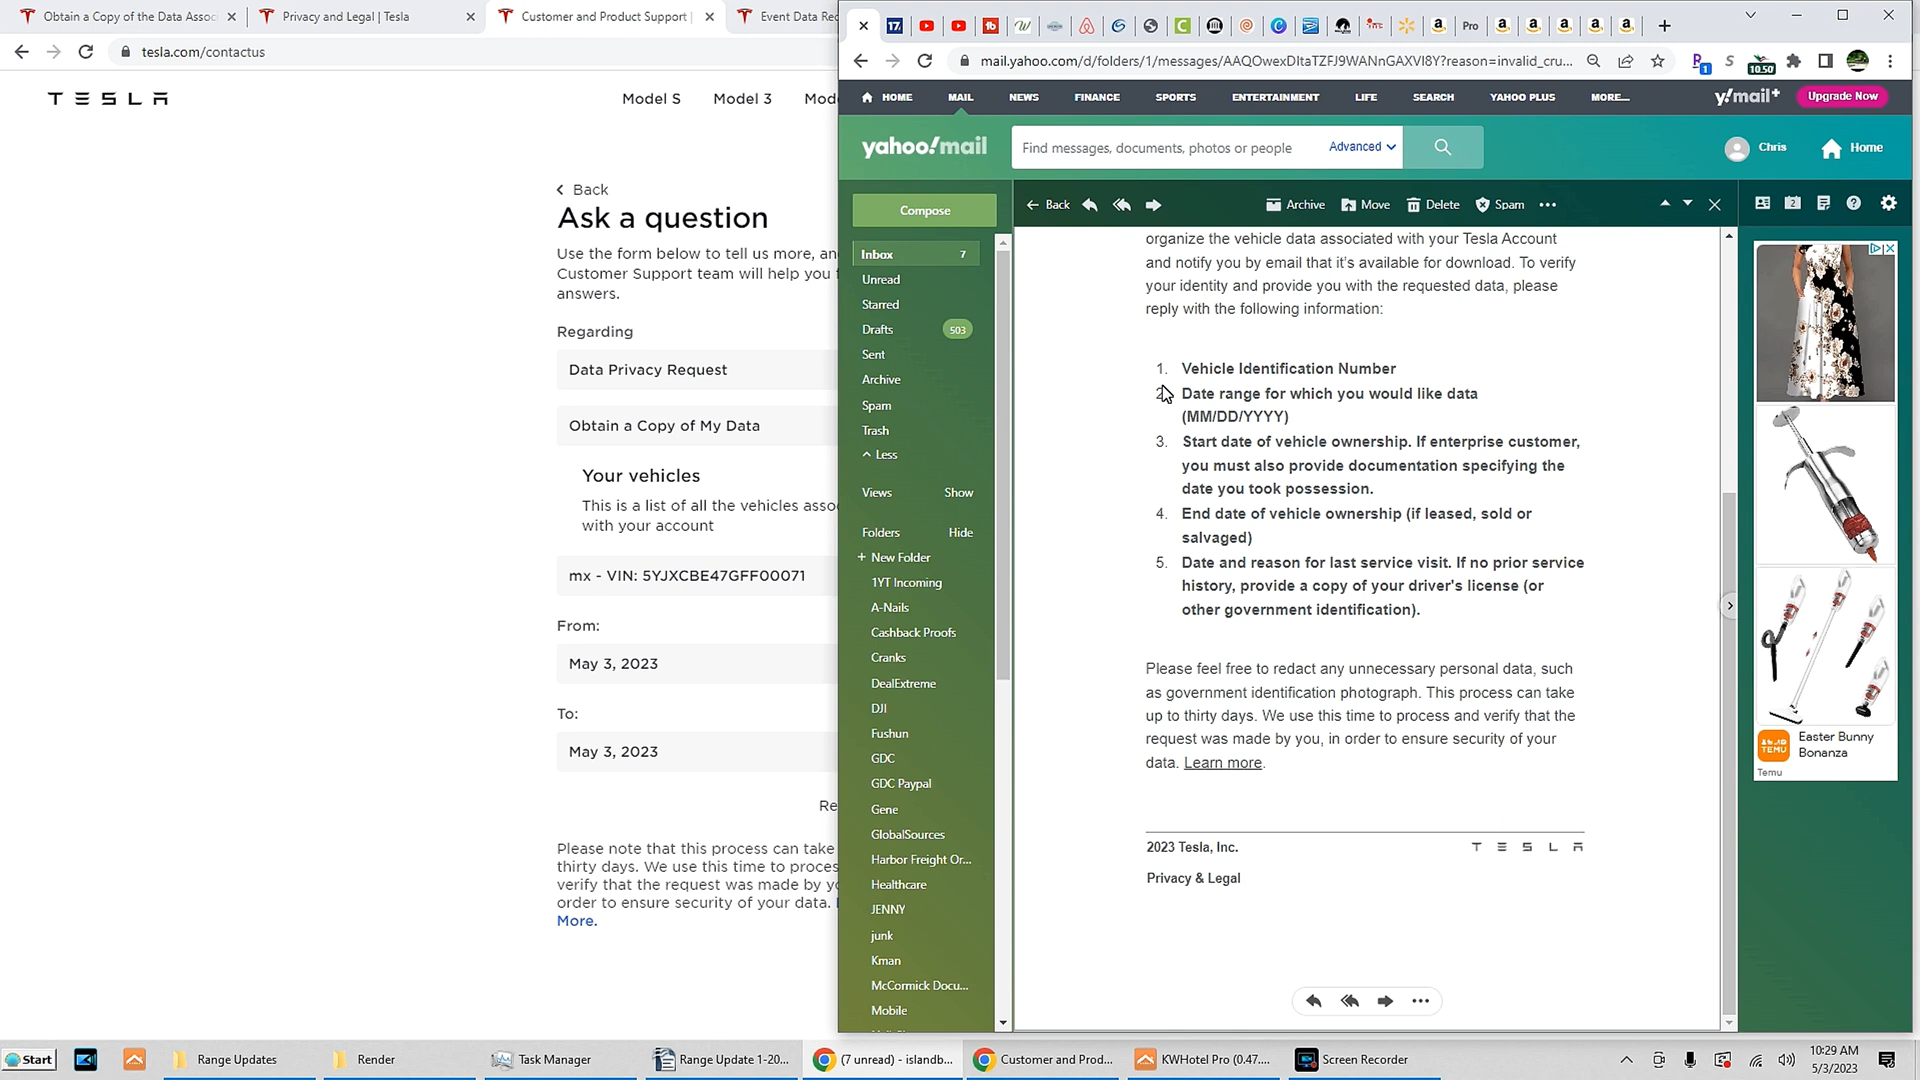 Obtain a Copy of the Data Assoc
Privacy and Legal | Tesla
Customer and Product Support |
Event Data Rec
tesla.com/contactus
TESLA
Model S
Model 3
Mod
Back
Ask a question
Use the form below to tell us more, an
Customer Support team will help you f
answers.
Regarding
Data Privacy Request
Obtain a Copy of My Data
Your vehicles
This is a list of all the vehicles asso
with your account
mx - VIN: 5YJXCBE47GFF00071
From:
May 3, 2023
To:
May 3, 2023
Re
Please note that this process can take
thirty days. We use this time to proces
verify that the request was made by yo
order to ensure security of your data.
More.
17.
Pro
mail.yahoo.com/d/folders/1/messages/AAQOwexDItaTZFJ9WANnGAXVI8Y?reason=invalid_cru...
1
10.50
HOME
MAIL
NEWS
FINANCE
SPORTS
ENTERTAINMENT
LIFE
SEARCH
YAHOO PLUS
MORE...
y!mail+
Upgrade Now
yahoo!mail
Find messages, documents, photos or people
Advanced
Chris
Home
Compose
Back
Archive
Move
Delete
Spam
2
Inbox 7
Unread
Starred
Drafts 503
Sent
Archive
Spam
Trash
Less
Views Show
Folders Hide
+ New Folder
1YT Incoming
A-Nails
Cashback Proofs
Cranks
DealExtreme
DJI
Fushun
GDC
GDC Paypal
Gene
GlobalSources
Harbor Freight Or...
Healthcare
JENNY
junk
Kman
McCormick Docu...
Mobile
organize the vehicle data associated with your Tesla Account
and notify you by email that it's available for download. To verify
your identity and provide you with the requested data, please
reply with the following information:
1. Vehicle Identification Number
2. Date range for which you would like data
(MM/DD/YYYY)
3. Start date of vehicle ownership. If enterprise customer,
you must also provide documentation specifying the
date you took possession.
4. End date of vehicle ownership (if leased, sold or
salvaged)
5. Date and reason for last service visit. If no prior service
history, provide a copy of your driver's license (or
other government identification).
Please feel free to redact any unnecessary personal data, such
as government identification photograph. This process can take
up to thirty days. We use this time to process and verify that the
request was made by you, in order to ensure security of your
data. Learn more.
2023 Tesla, Inc.
TESLA
Privacy & Legal
TEMU
Easter Bunny
Bonanza
Temu
Start
Range Updates
Render
Task Manager
Range Update 1-20...
(7 unread) - islandb...
Customer and Prod...
KWHotel Pro (0.47....
Screen Recorder
10:29 AM
5/3/2023